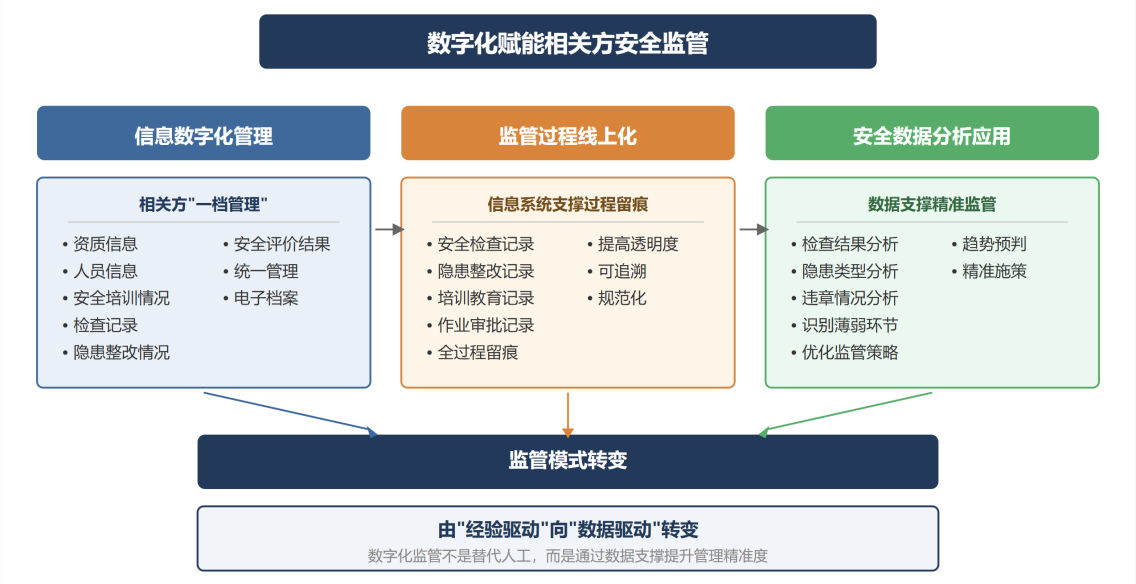 数字化赋能相关方安全监管
信息数字化管理
相关方"一档管理"
• 资质信息
• 人员信息
• 安全培训情况
• 检查记录
• 隐患整改情况
• 安全评价结果
• 统一管理
• 电子档案
监管过程线上化
信息系统支撑过程留痕
• 安全检查记录
• 隐患整改记录
• 培训教育记录
• 作业审批记录
• 全过程留痕
• 提高透明度
• 可追溯
• 规范化
安全数据分析应用
数据支撑精准监管
• 检查结果分析
• 隐患类型分析
• 违章情况分析
• 识别薄弱环节
• 优化监管策略
• 趋势预判
• 精准施策
监管模式转变
由"经验驱动"向"数据驱动"转变
数字化监管不是替代人工，而是通过数据支撑提升管理精准度